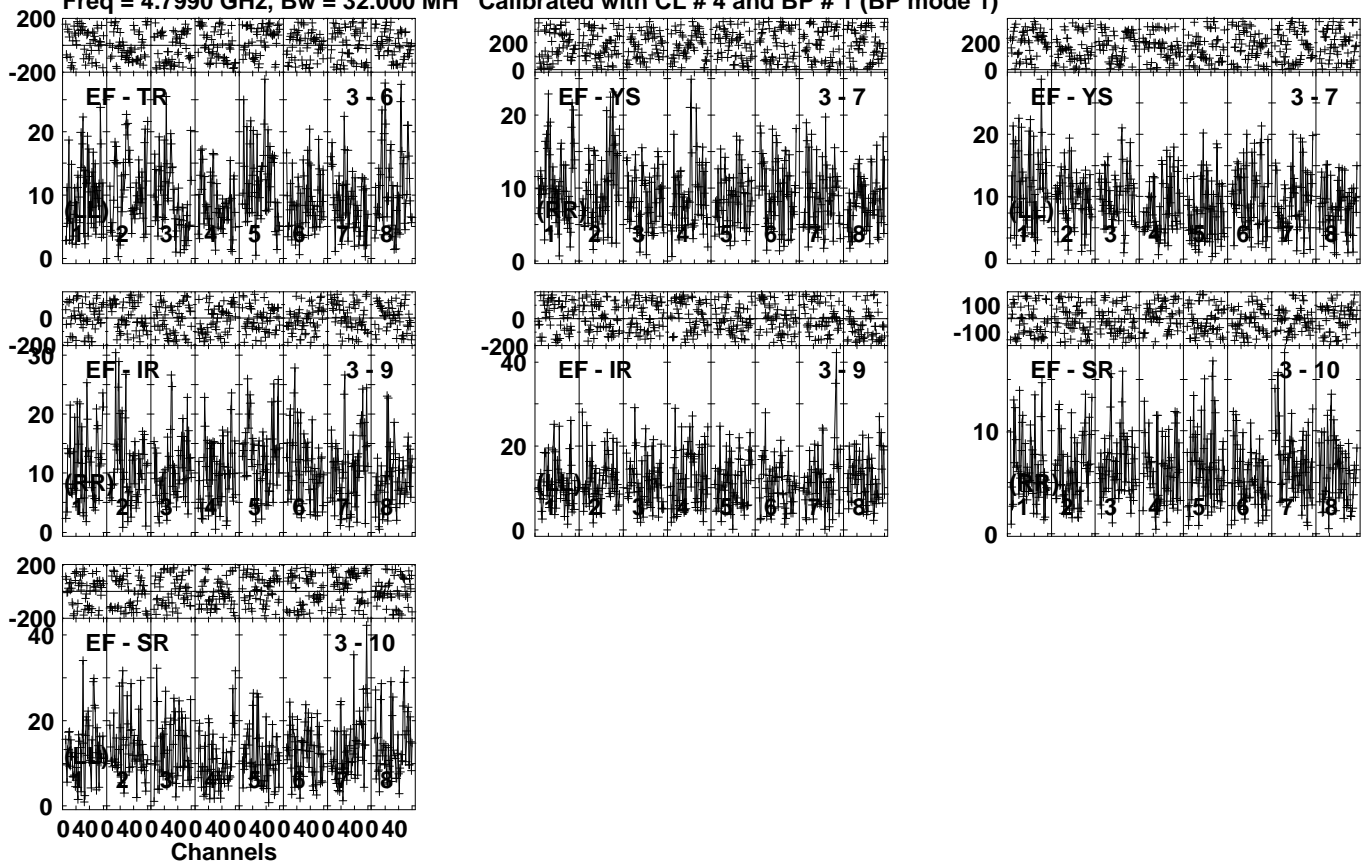 Freq = 4.7990 GHz, Bw = 32.000 MH Calibrated with CL # 4 and BP # 1 (BP mode 1)
200
-200
EF - TR 3 - 6
20
10
0
(LL)
1 2 3 4 5 6 7 8
200
0
EF - YS 3 - 7
20
10
0
(RR)
1 2 3 4 5 6 7 8
200
0
EF - YS 3 - 7
20
10
0
(LL)
1 2 3 4 5 6 7 8
0
-200
30
EF - IR 3 - 9
20
10
0
(RR)
1 2 3 4 5 6 7 8
0
-200
40
EF - IR 3 - 9
20
0
(LL)
1 2 3 4 5 6 7 8
100
-100
EF - SR 3 - 10
10
0
(RR)
1 2 3 4 5 6 7 8
200
-200
40
EF - SR 3 - 10
20
0
(LL)
1 2 3 4 5 6 7 8
0 40 0 40 0 40 0 40 0 40 0 40 0 40 0 40
Channels